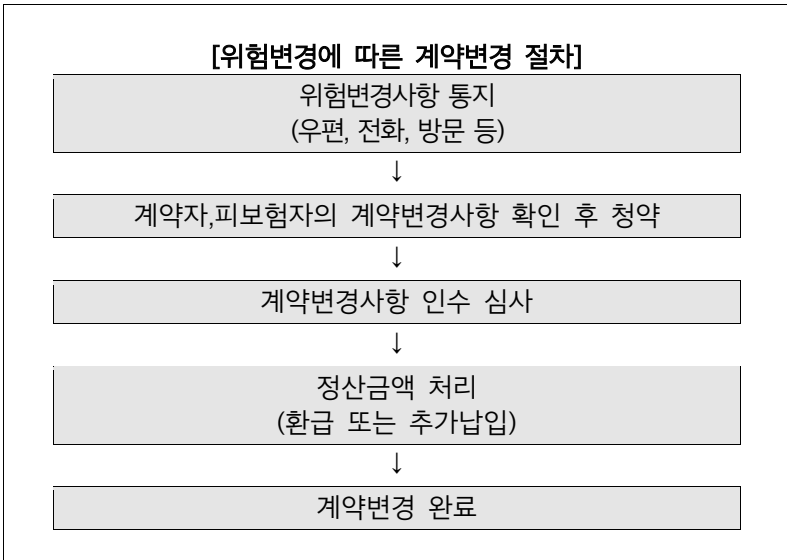 [위험변경에 따른 계약변경 절차]
위험변경사항 통지
(우편, 전화, 방문 등)
↓
계약자,피보험자의 계약변경사항 확인 후 청약
↓
계약변경사항 인수 심사
↓
정산금액 처리
(환급 또는 추가납입)
↓
계약변경 완료